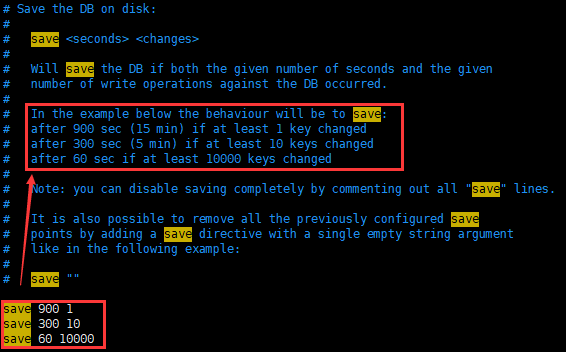 # Save the DB on disk:
#
#   save <seconds> <changes>
#
#   Will save the DB if both the given number of seconds and the given
#   number of write operations against the DB occurred.
#
#   In the example below the behaviour will be to save:
#   after 900 sec (15 min) if at least 1 key changed
#   after 300 sec (5 min) if at least 10 keys changed
#   after 60 sec if at least 10000 keys changed
#
#   Note: you can disable saving completely by commenting out all "save" lines.
#
#   It is also possible to remove all the previously configured save
#   points by adding a save directive with a single empty string argument
#   like in the following example:
#
#   save ""
save 900 1
save 300 10
save 60 10000